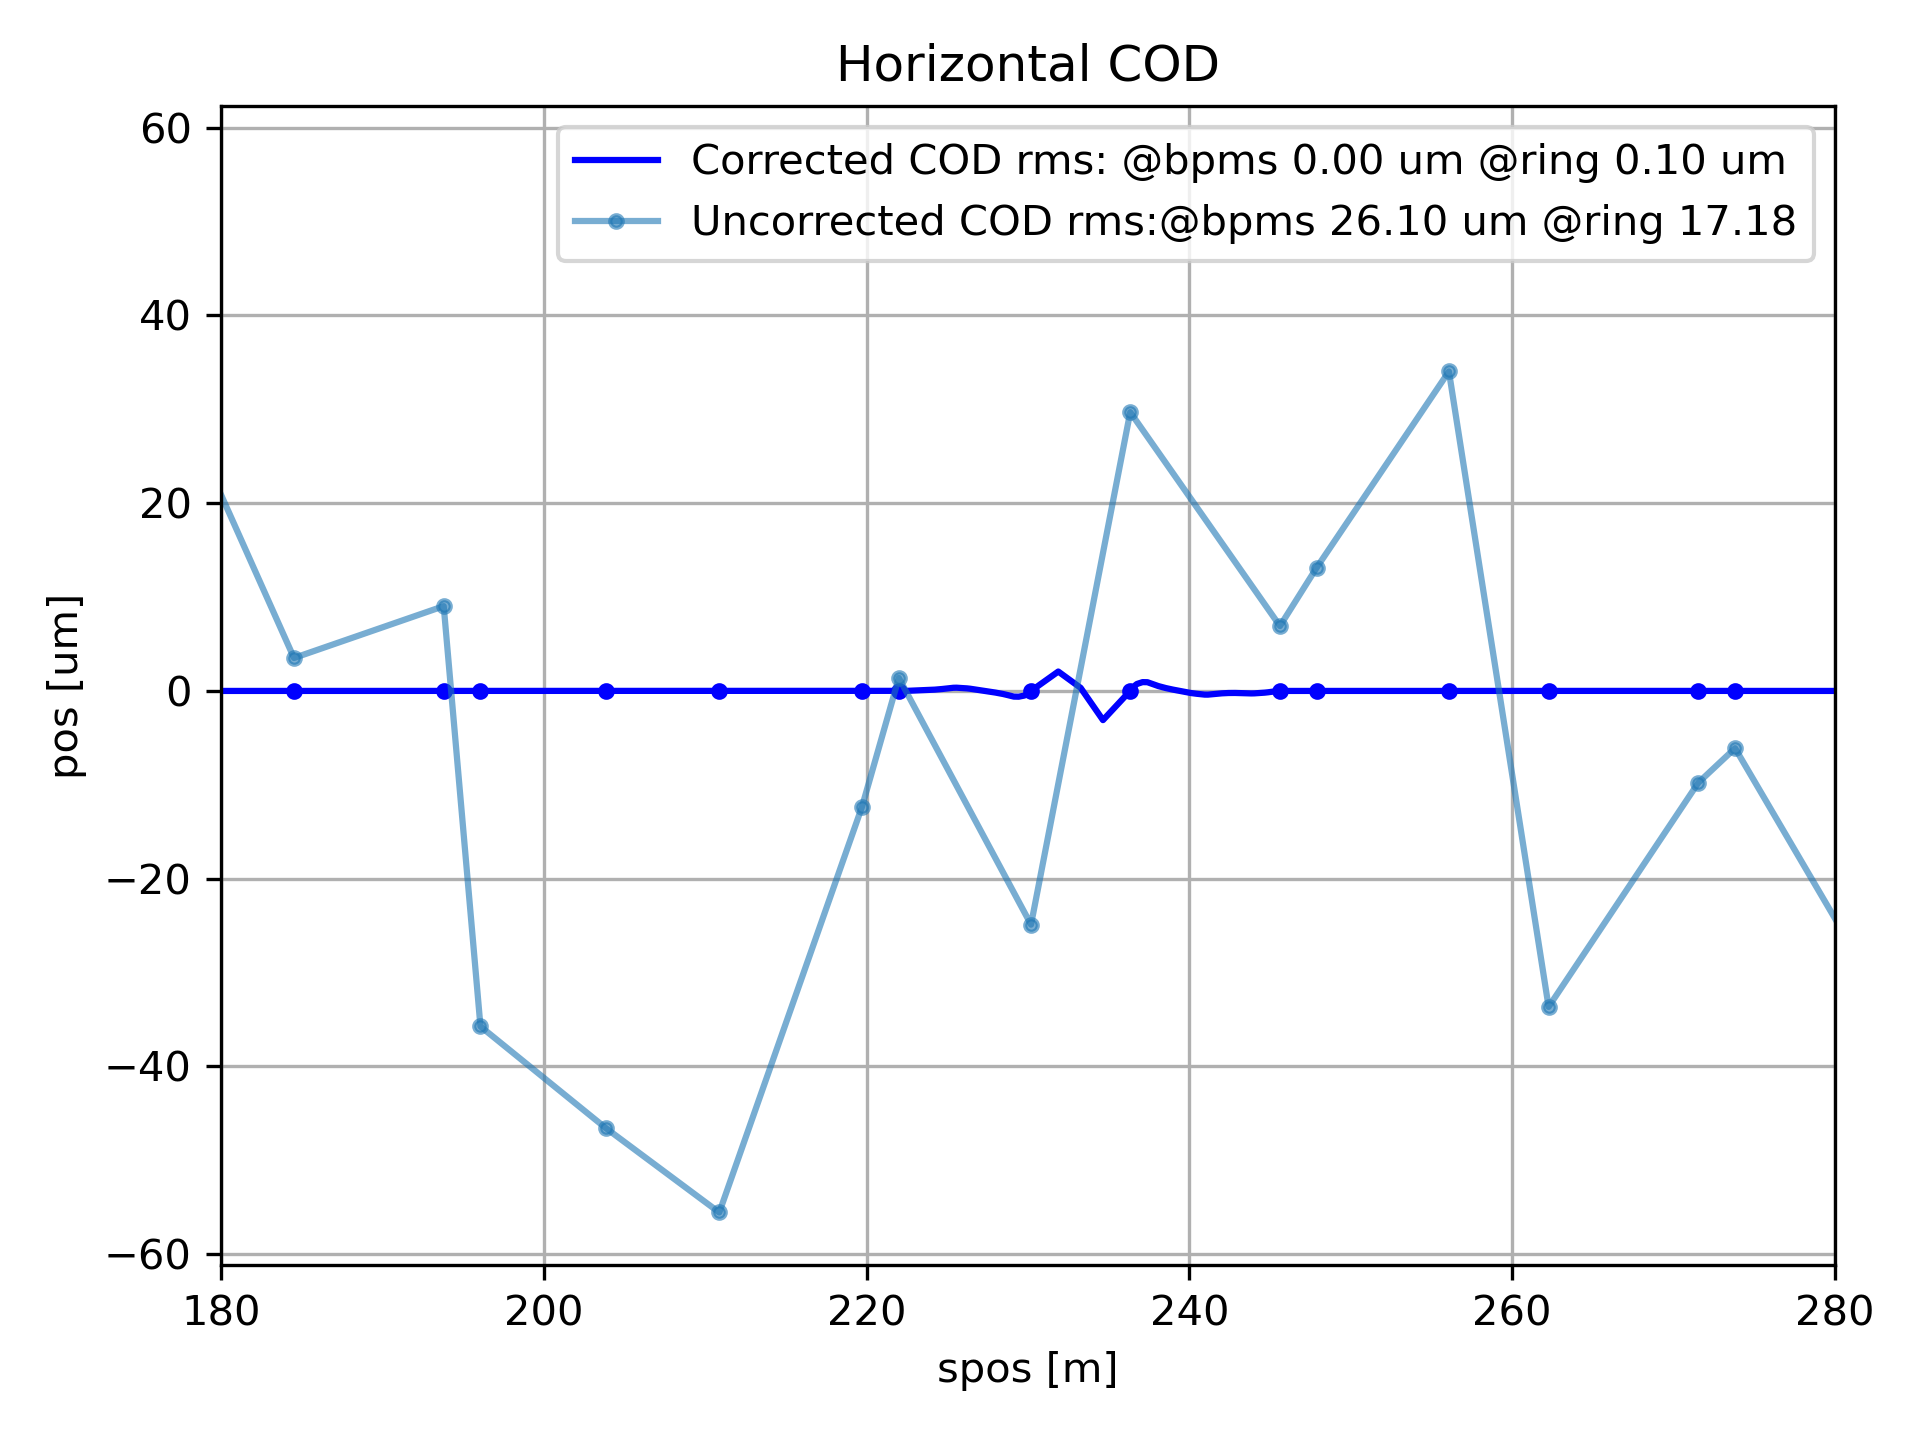 Horizontal COD
Corrected COD rms: @bpms 0.00 um @ring 0.10 um
Uncorrected COD rms:@bpms 26.10 um @ring 17.18
60
40
20
0
−20
−40
−60
pos [um]
180 200 220 240 260 280
spos [m]